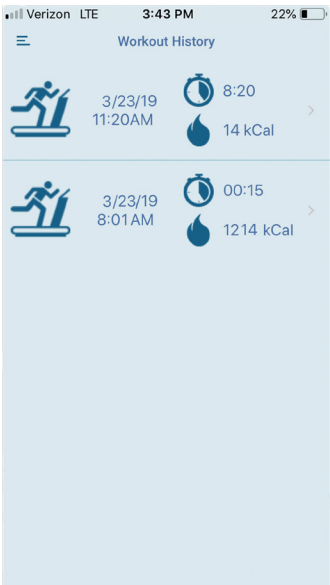 Verizon LTE 3:43 PM 22%
Workout History
3/23/19
11:20AM
8:20
14 kCal
3/23/19
8:01AM
00:15
1214 kCal